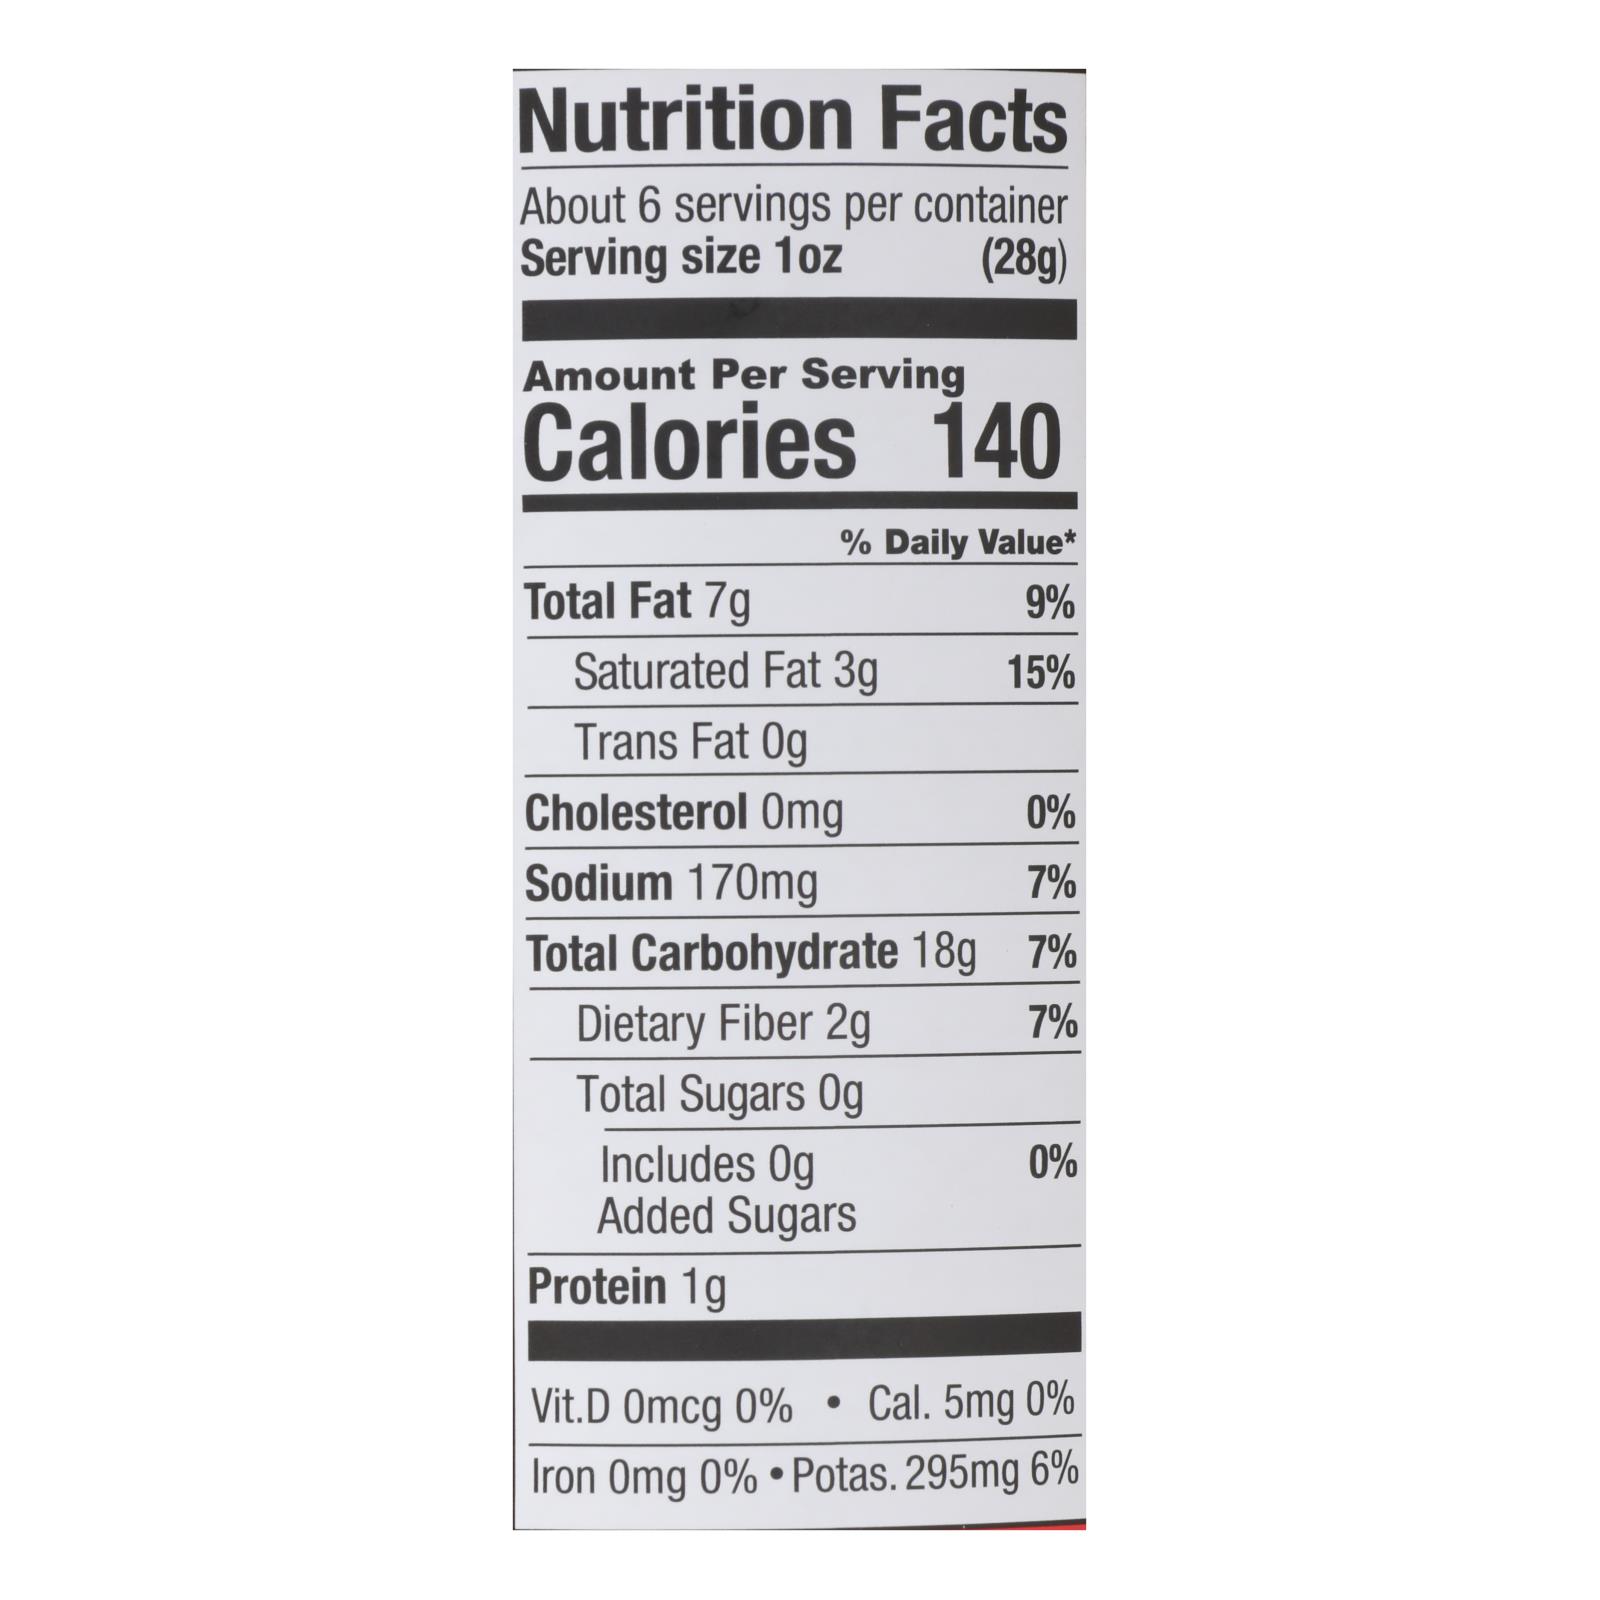 Nutrition Facts
About 6 servings per container
Serving size 1oz (28g)
Amount Per Serving
Calories 140
% Daily Value*
Total Fat 7g 9%
Saturated Fat 3g 15%
Trans Fat 0g
Cholesterol 0mg 0%
Sodium 170mg 7%
Total Carbohydrate 18g 7%
Dietary Fiber 2g 7%
Total Sugars 0g
Includes 0g 0%
Added Sugars
Protein 1g
Vit.D 0mcg 0% • Cal. 5mg 0%
Iron 0mg 0% • Potas. 295mg 6%